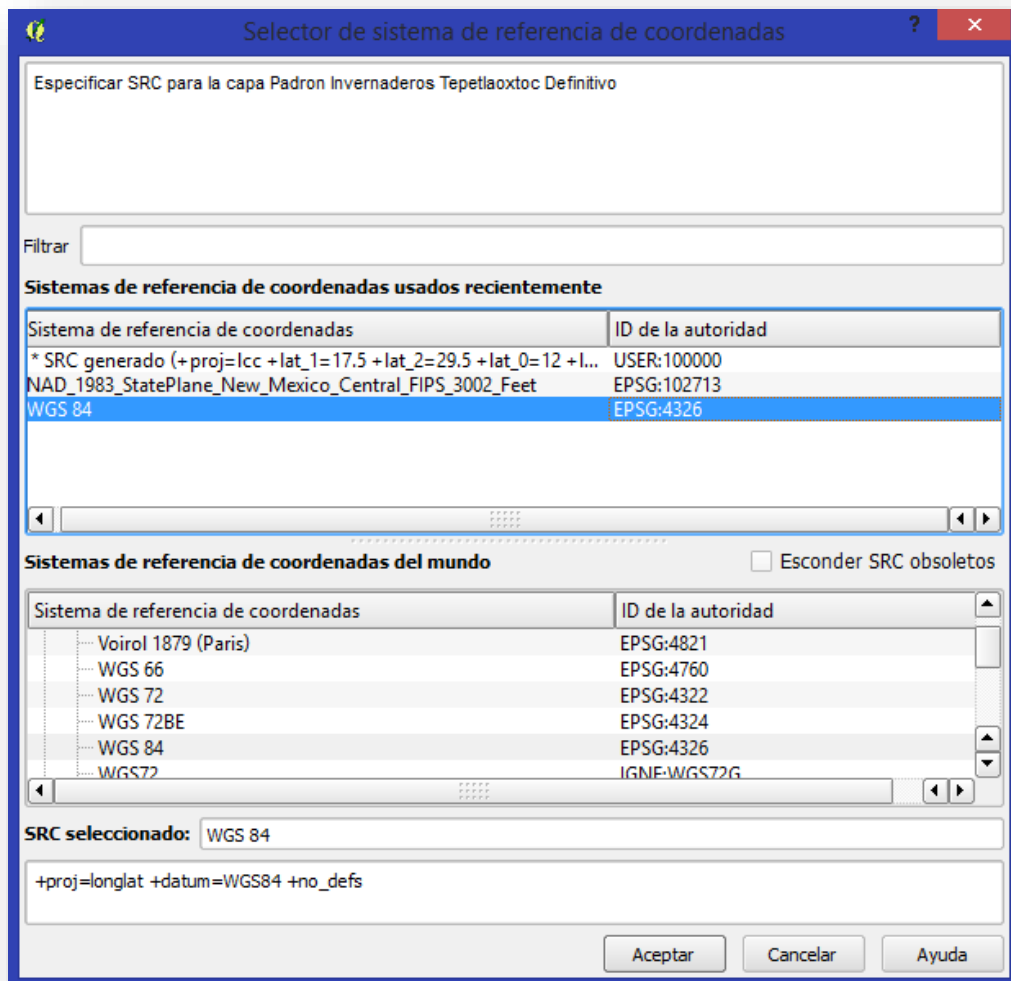 Selector de sistema de referencia de coordenadas ?
Especificar SRC para la capa Padron Invernaderos Tepetlaoxtoc Definitivo
Filtrar
Sistemas de referencia de coordenadas usados recientemente
Sistema de referencia de coordenadas ID de la autoridad
* SRC generado (+proj=lcc +lat_1=17.5 +lat_2=29.5 +lat_0=12 +l... USER:100000
NAD_1983_StatePlane_New_Mexico_Central_FIPS_3002_Feet EPSG:102713
WGS 84 EPSG:4326
Sistemas de referencia de coordenadas del mundo Esconder SRC obsoletos
Sistema de referencia de coordenadas ID de la autoridad
Voirol 1879 (Paris) EPSG:4821
WGS 66 EPSG:4760
WGS 72 EPSG:4322
WGS 72BE EPSG:4324
WGS 84 EPSG:4326
WGS72 IGNF:WGS72G
SRC seleccionado: WGS 84
+proj=longlat +datum=WGS84 +no_defs
Aceptar Cancelar Ayuda